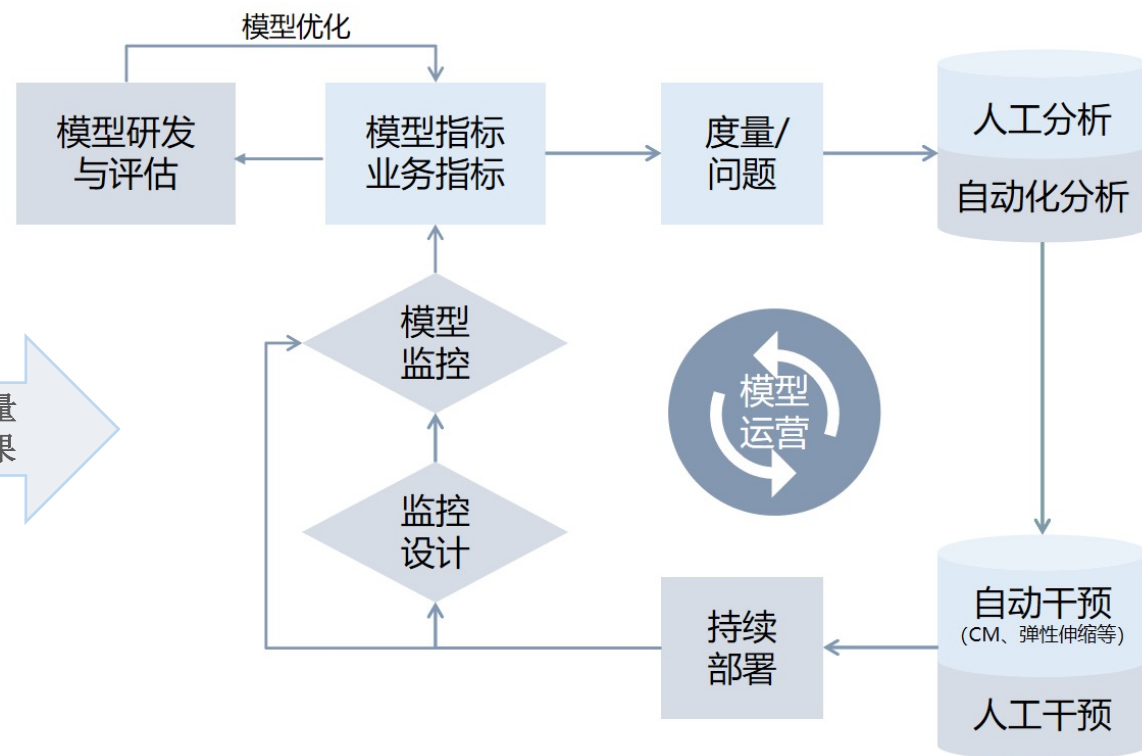 模型优化
模型研发
与评估
模型指标
业务指标
度量/
问题
人工分析
自动化分析
模型
监控
量
果
模型
运营
监控
设计
持续
部署
自动干预
(CM、弹性伸缩等)
人工干预